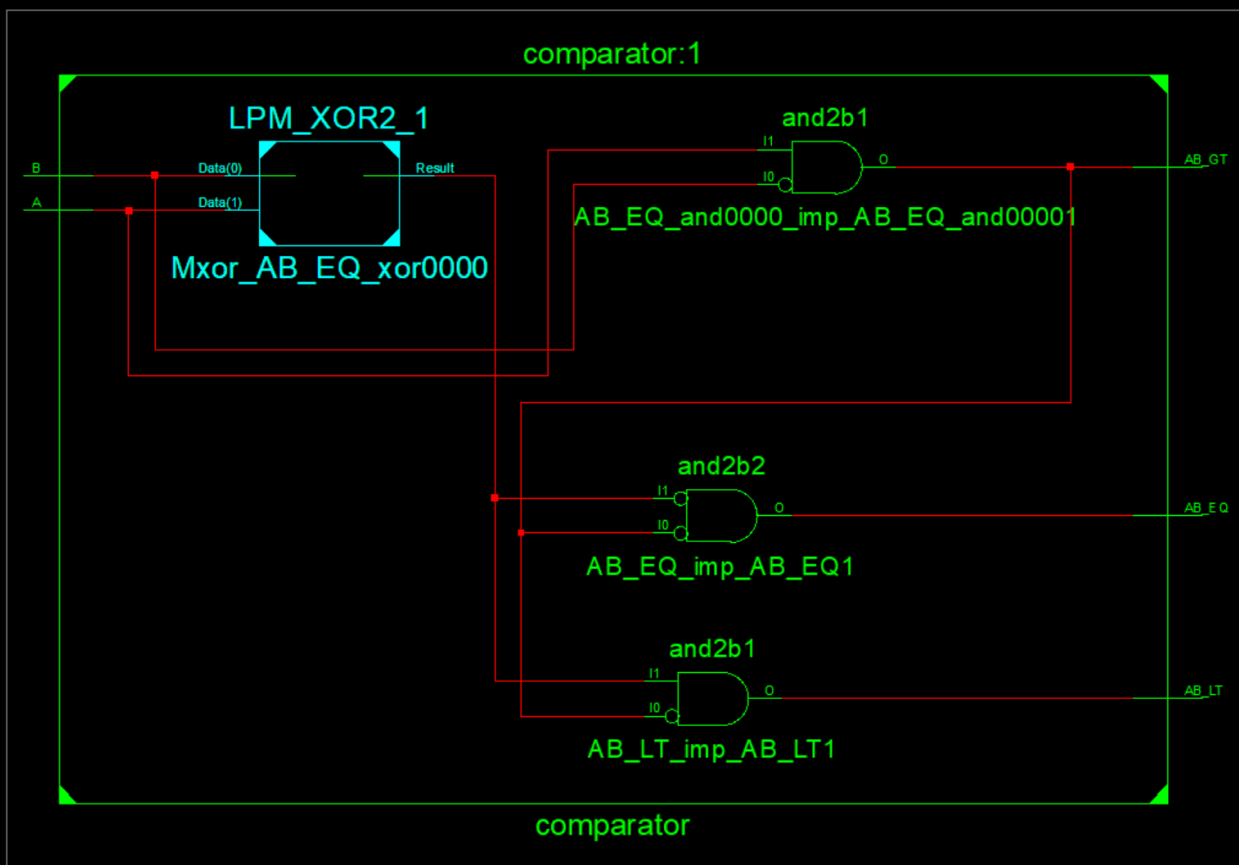 comparator:1
LPM_XOR2_1
and2b1
B
Data(0)
Result
I1
O
AB_GT
A
Data(1)
I0
AB_EQ_and0000_imp_AB_EQ_and00001
Mxor_AB_EQ_xor0000
and2b2
I1
O
AB_EQ
I0
AB_EQ_imp_AB_EQ1
and2b1
I1
O
AB_LT
I0
AB_LT_imp_AB_LT1
comparator